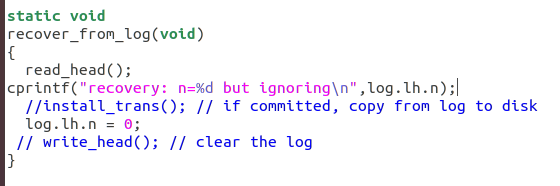 static void
recover_from_log(void)
{
  read_head();
cprintf("recovery: n=%d but ignoring\n",log.lh.n);
  //install_trans(); // if committed, copy from log to disk
  log.lh.n = 0;
 // write_head(); // clear the log
}